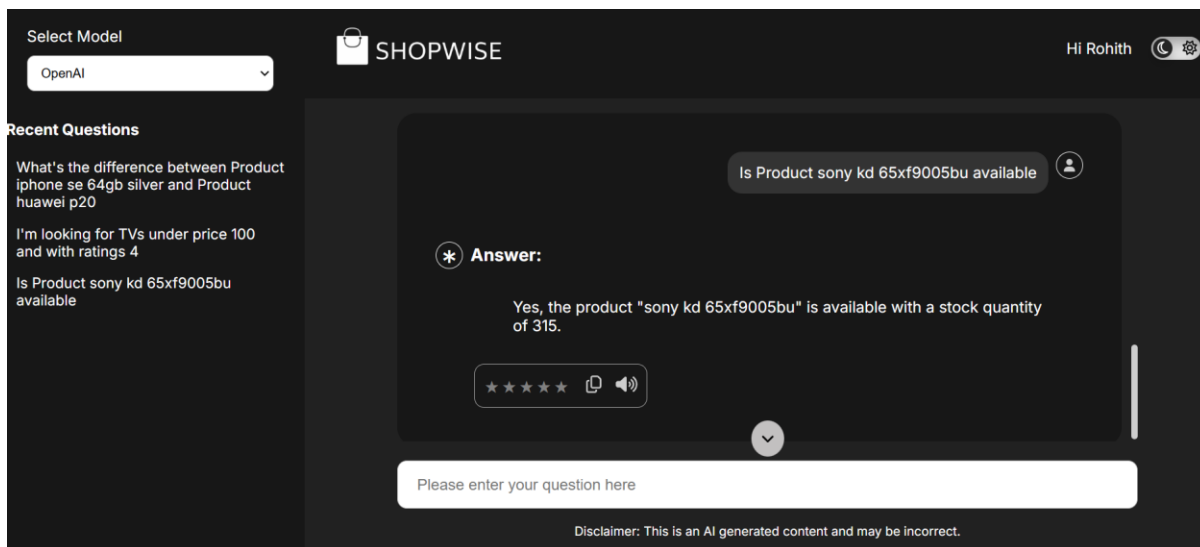 Select Model
OpenAI
Recent Questions
What's the difference between Product
iphone se 64gb silver and Product
huawei p20
I'm looking for TVs under price 100
and with ratings 4
Is Product sony kd 65xf9005bu
available
SHOPWISE
Hi Rohith
Is Product sony kd 65xf9005bu available
Answer:
Yes, the product "sony kd 65xf9005bu" is available with a stock quantity
of 315.
Please enter your question here
Disclaimer: This is an AI generated content and may be incorrect.